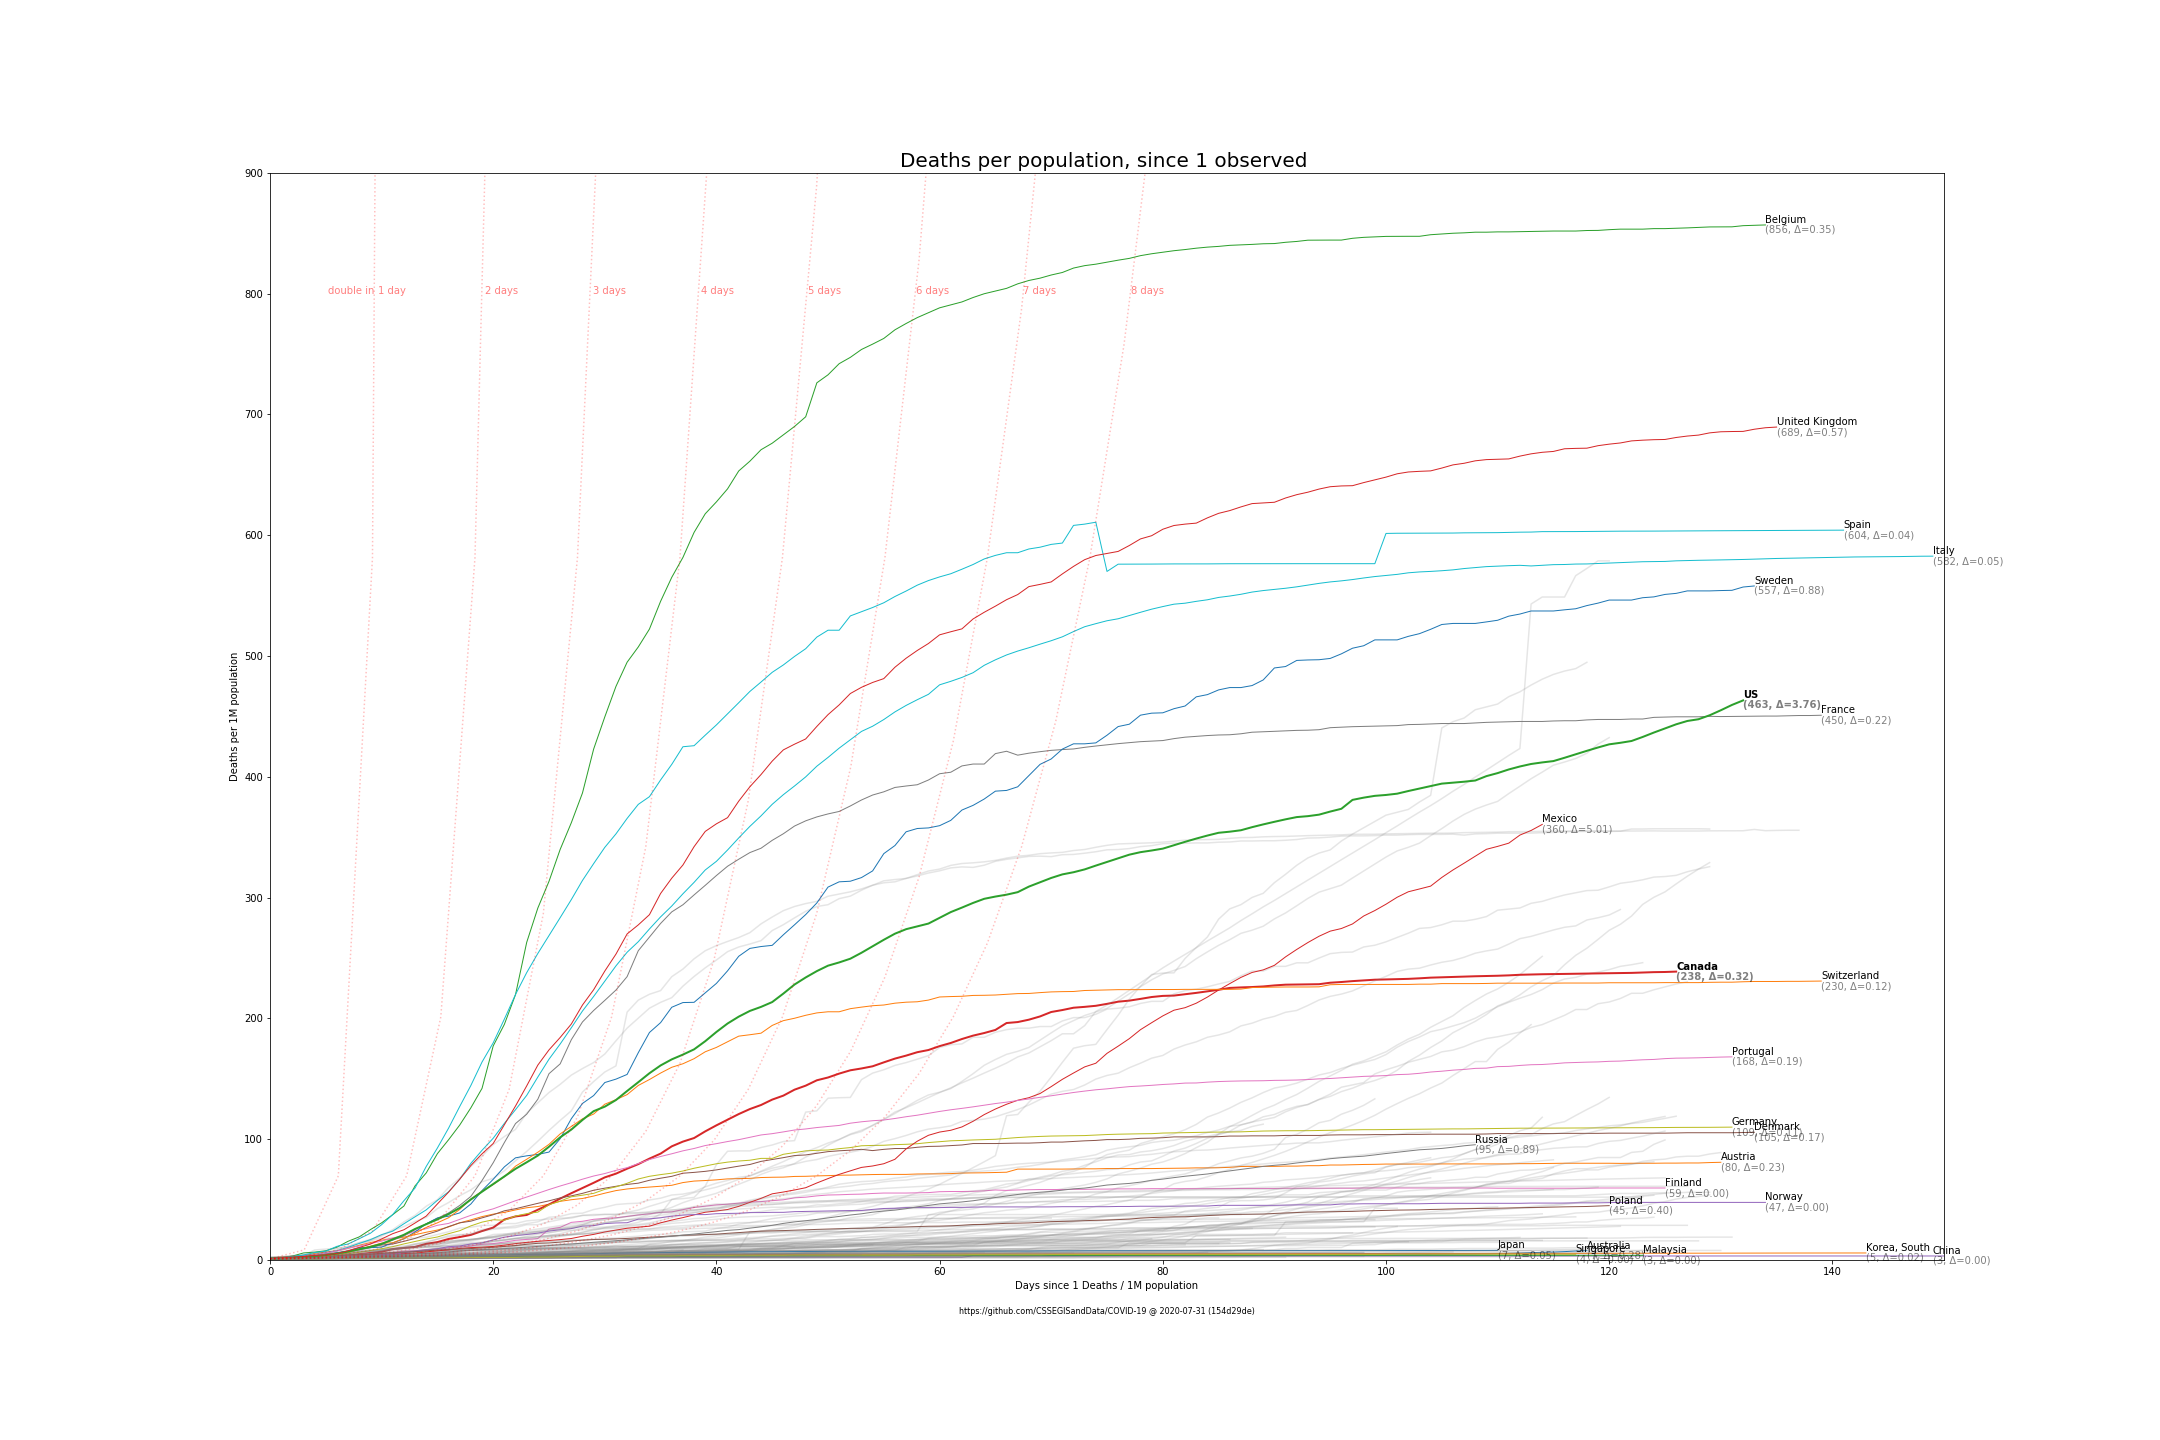 Deaths per population, since 1 observed
900
800
700
600
500
400
300
200
100
0
Deaths per 1M population
double in 1 day
2 days
3 days
4 days
5 days
6 days
7 days
8 days
Belgium
(856, Δ=0.35)
United Kingdom
(689, Δ=0.57)
Spain
(604, Δ=0.04)
Italy
(582, Δ=0.05)
Sweden
(557, Δ=0.88)
US
(463, Δ=3.76)
France
(450, Δ=0.22)
Mexico
(360, Δ=5.01)
Canada
(238, Δ=0.32)
Switzerland
(230, Δ=0.12)
Portugal
(168, Δ=0.19)
Germany
Denmark
(105, Δ=0.17)
Russia
(95, Δ=0.89)
Austria
(80, Δ=0.23)
Finland
(59, Δ=0.00)
Norway
(47, Δ=0.00)
Poland
(45, Δ=0.40)
Japan
(7, Δ=0.05)
Australia
Singapore
Malaysia
(3, Δ=0.00)
Korea, South
(5, Δ=0.02)
China
(3, Δ=0.00)
0
20
40
60
80
100
120
140
Days since 1 Deaths / 1M population
https://github.com/CSSEGISandData/COVID-19 @ 2020-07-31 (154d29de)